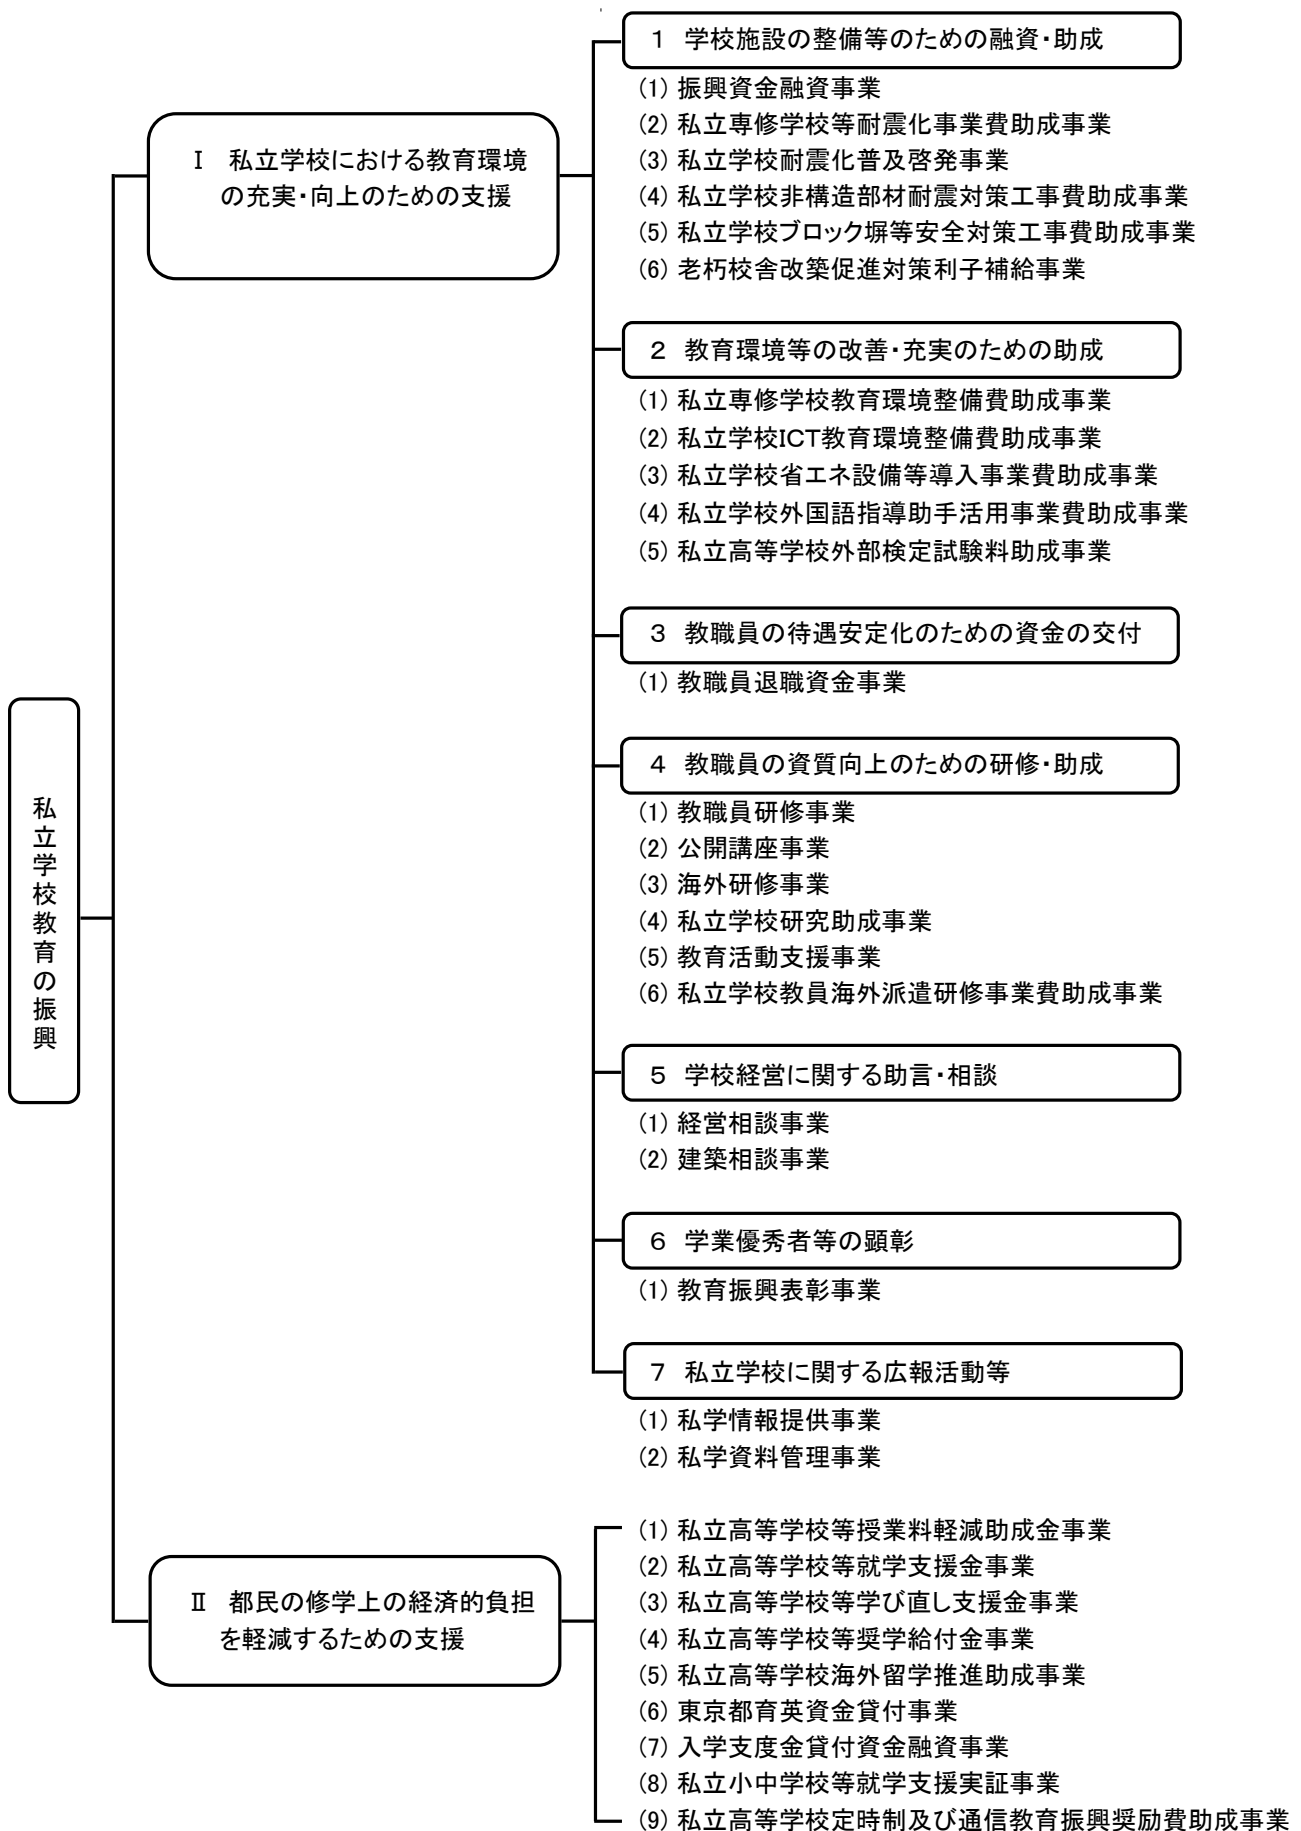 私立学校教育の振興
Ⅰ 私立学校における教育環境
の充実・向上のための支援
1 学校施設の整備等のための融資・助成
(1) 振興資金融資事業
(2) 私立専修学校等耐震化事業費助成事業
(3) 私立学校耐震化普及啓発事業
(4) 私立学校非構造部材耐震対策工事費助成事業
(5) 私立学校ブロック塀等安全対策工事費助成事業
(6) 老朽校舎改築促進対策利子補給事業
2 教育環境等の改善・充実のための助成
(1) 私立専修学校教育環境整備費助成事業
(2) 私立学校ICT教育環境整備費助成事業
(3) 私立学校省エネ設備等導入事業費助成事業
(4) 私立学校外国語指導助手活用事業費助成事業
(5) 私立高等学校外部検定試験料助成事業
3 教職員の待遇安定化のための資金の交付
(1) 教職員退職資金事業
4 教職員の資質向上のための研修・助成
(1) 教職員研修事業
(2) 公開講座事業
(3) 海外研修事業
(4) 私立学校研究助成事業
(5) 教育活動支援事業
(6) 私立学校教員海外派遣研修事業費助成事業
5 学校経営に関する助言・相談
(1) 経営相談事業
(2) 建築相談事業
6 学業優秀者等の顕彰
(1) 教育振興表彰事業
7 私立学校に関する広報活動等
(1) 私学情報提供事業
(2) 私学資料管理事業
Ⅱ 都民の修学上の経済的負担
を軽減するための支援
(1) 私立高等学校等授業料軽減助成金事業
(2) 私立高等学校等就学支援金事業
(3) 私立高等学校等学び直し支援金事業
(4) 私立高等学校等奨学給付金事業
(5) 私立高等学校海外留学推進助成事業
(6) 東京都育英資金貸付事業
(7) 入学支度金貸付資金融資事業
(8) 私立小中学校等就学支援実証事業
(9) 私立高等学校定時制及び通信教育振興奨励費助成事業